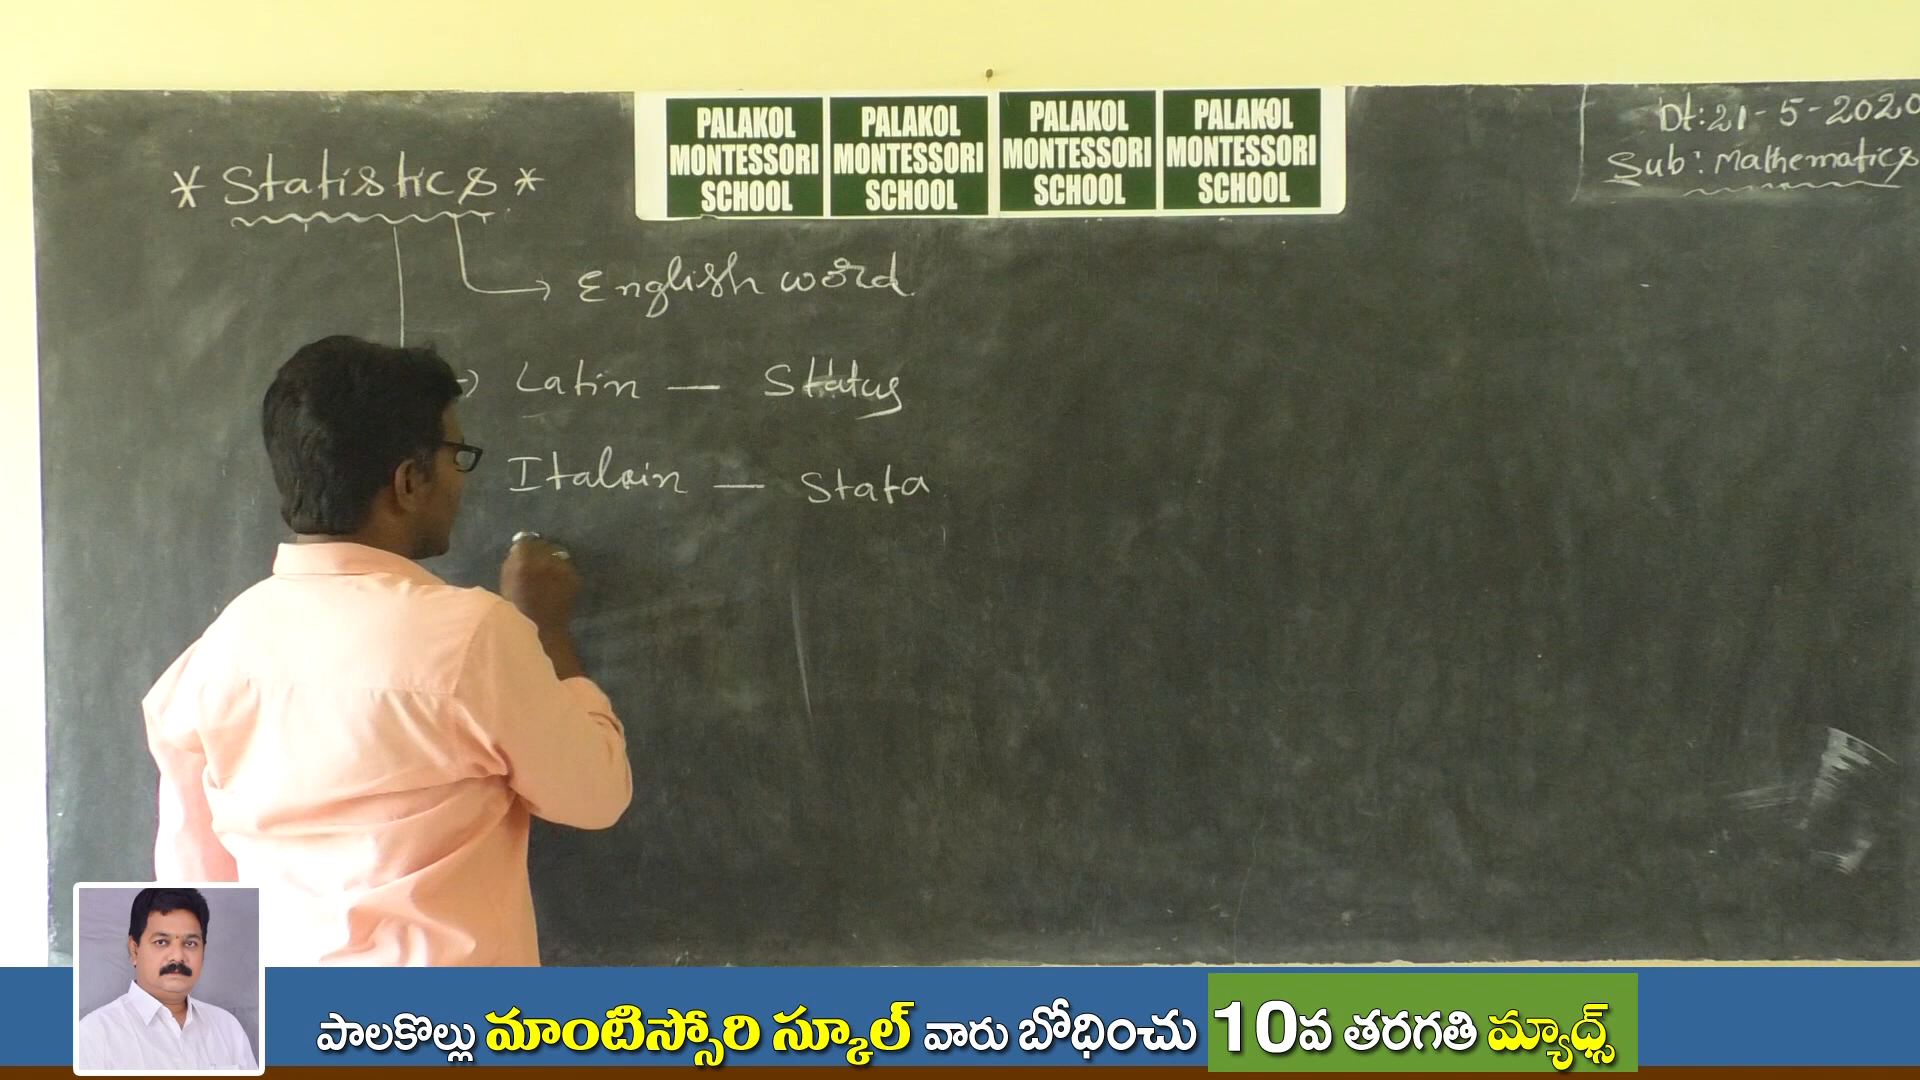 PALAKOL MONTESSORI SCHOOL
PALAKOL MONTESSORI SCHOOL
PALAKOL MONTESSORI SCHOOL
PALAKOL MONTESSORI SCHOOL
Dt: 21-5-2020
Sub: Mathematics
* Statistics *
English word
Latin — Status
Italain — Stata
పాలకొల్లు మాంటిస్సోరి స్కూల్ వారు బోధించు 10వ తరగతి మ్యాథ్స్